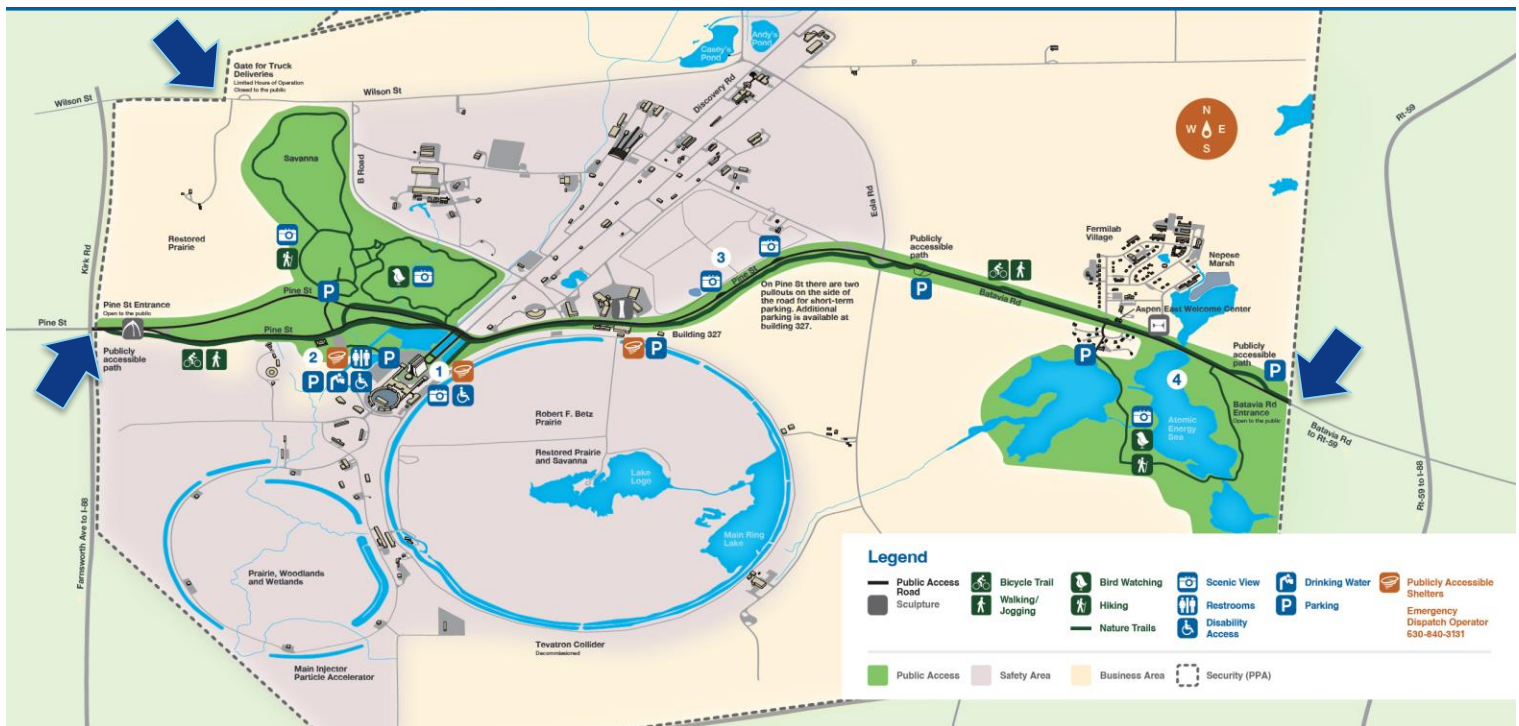 Casey's
Pond
Andy's
Pond
Gate for Truck
Deliveries
Limited Hours of Operation
Closed to the public
Wilson St
Wilson St
Discovery Rd
Rt-59
N
W E
S
Savanna
B Road
Restored
Prairie
Kirk Rd
Eola Rd
Publicly
accessible
path
Fermilab
Village
Nepese
Marsh
3
Pine St
Pine St Entrance
Open to the public
Pine St
P
On Pine St there are two
pullouts on the side of
the road for short-term
parking. Additional
parking is available at
building 327.
P
Batavia Rd
Aspen East Welcome Center
Pine St
Pine St
Building 327
Publicly
accessible
path
2
P
P
1
P
P
Publicly
accessible
path
P
4
Batavia Rd
Entrance
Open to the public
Atomic
Energy
Sea
Batavia Rd
to Rt-59
Robert F. Betz
Prairie
Restored Prairie
and Savanna
Lake
Logo
Main Ring
Lake
Rt-59 to I-88
Farnsworth Ave to I-88
Prairie, Woodlands
and Wetlands
Tevatron Collider
Decommissioned
Main Injector
Particle Accelerator
Legend
Public Access
Road
Sculpture
Bicycle Trail
Walking/
Jogging
Bird Watching
Hiking
Nature Trails
Scenic View
Restrooms
Disability
Access
Drinking Water
P Parking
Publicly Accessible
Shelters
Emergency
Dispatch Operator
630-840-3131
Public Access
Safety Area
Business Area
Security (PPA)